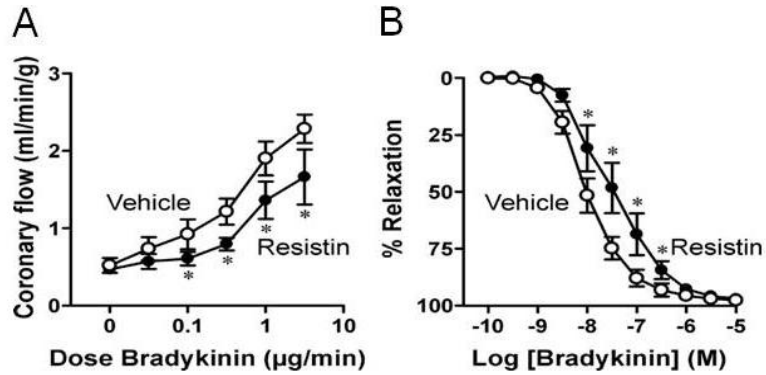 A
Coronary flow (ml/min/g)
3
2
1
0
Vehicle
Resistin
*
*
*
*
0
0.1
1
10
Dose Bradykinin (µg/min)
B
% Relaxation
0
25
50
75
100
Vehicle
Resistin
*
*
*
*
-10
-9
-8
-7
-6
-5
Log [Bradykinin] (M)